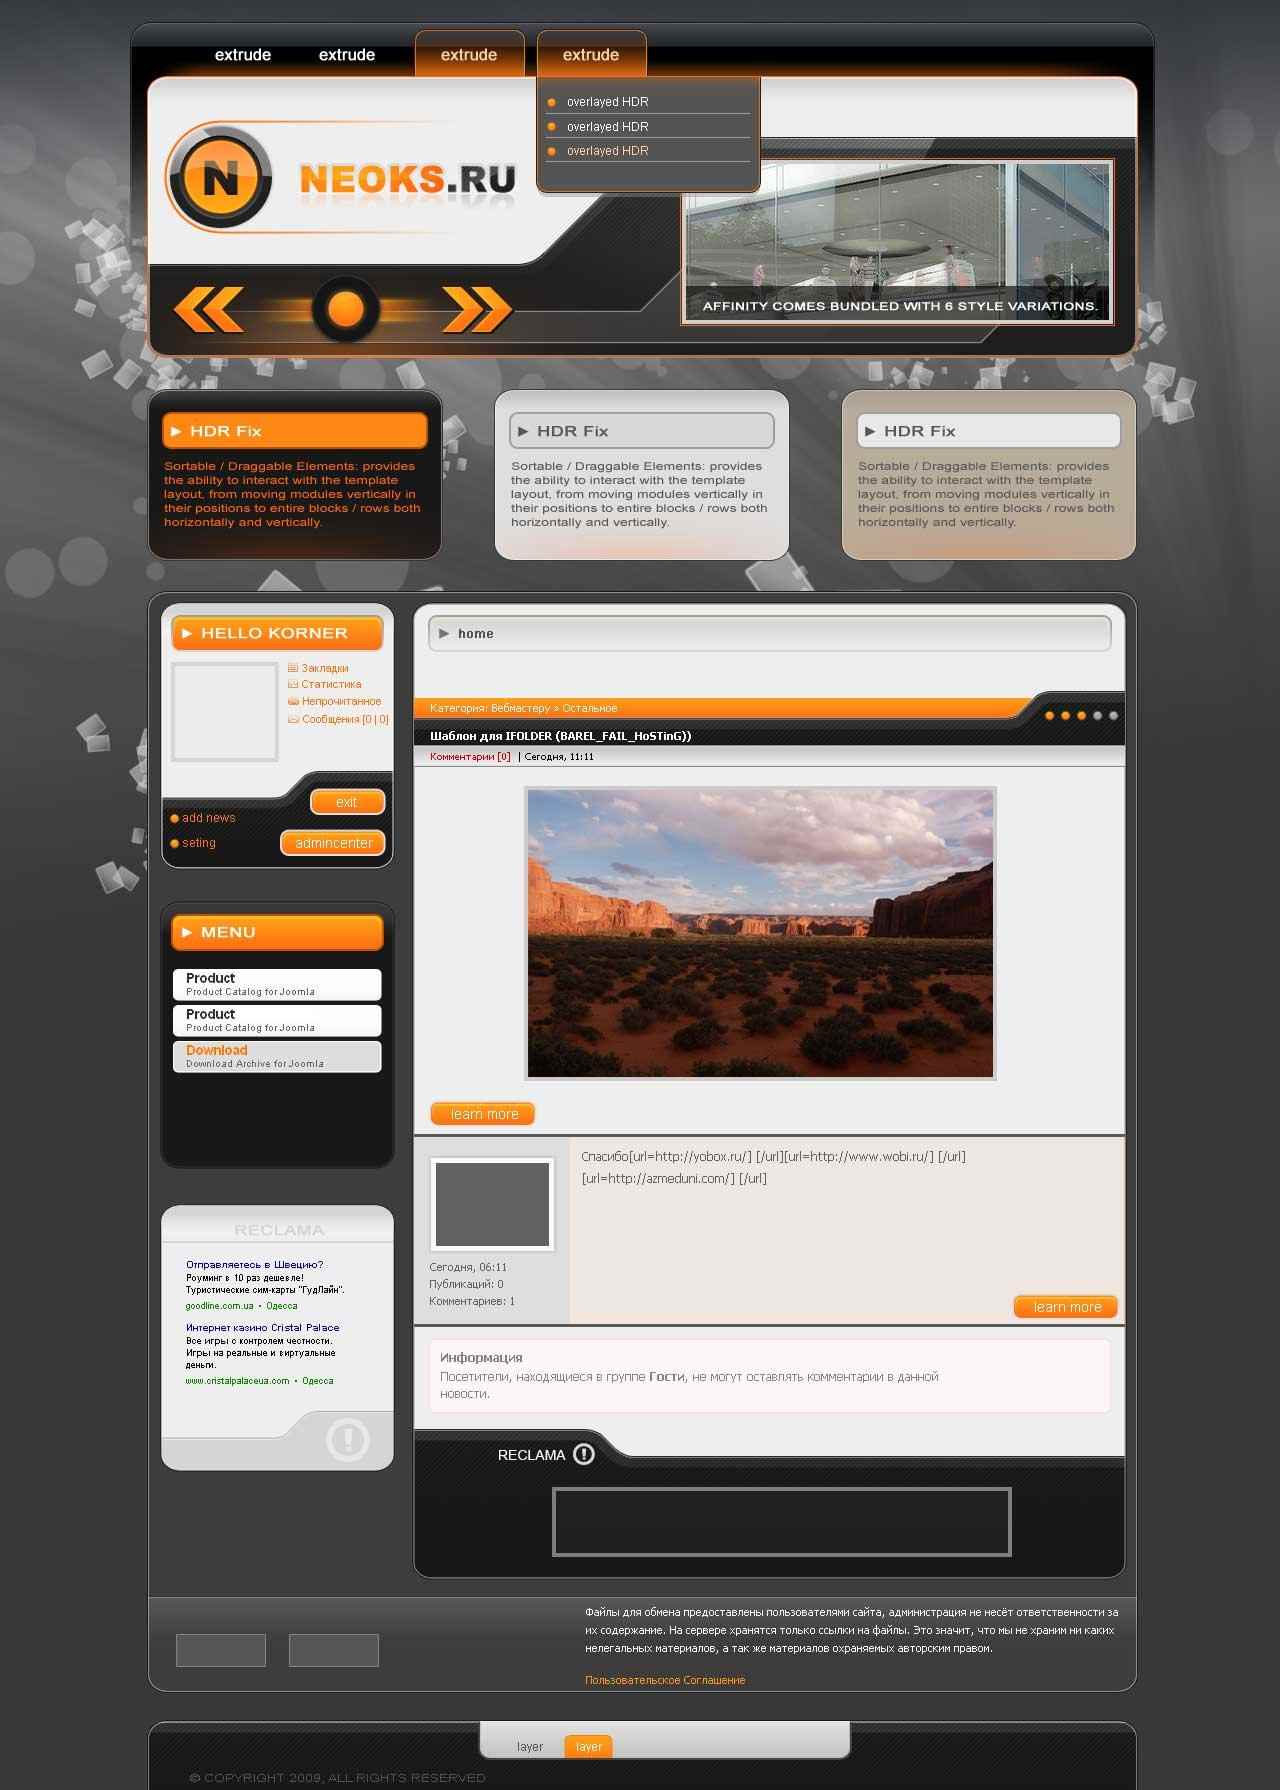 extrude
extrude
extrude
extrude
overlayed HDR
overlayed HDR
overlayed HDR
N
NEOKS.RU
AFFINITY COMES BUNDLED WITH 6 STYLE VARIATIONS.
HDR Fix
Sortable / Draggable Elements: provides
the ability to interact with the template
layout, from moving modules vertically in
their positions to entire blocks / rows both
horizontally and vertically.
HDR Fix
Sortable / Draggable Elements: provides
the ability to interact with the template
layout, from moving modules vertically in
their positions to entire blocks / rows both
horizontally and vertically.
HDR Fix
Sortable / Draggable Elements: provides
the ability to interact with the template
layout, from moving modules vertically in
their positions to entire blocks / rows both
horizontally and vertically.
HELLO KORNER
Закладки
Статистика
Непрочитанное
Сообщения [0 | 0]
exit
add news
seting
admincenter
MENU
Product
Product Catalog for Joomla
Product
Product Catalog for Joomla
Download
Download Archive for Joomla
RECLAMA
Отправляетесь в Швецию?
Роуминг в 10 раз дешевле!
Туристические сим-карты "ГудЛайн".
goodline.com.ua • Одесса
Интернет казино Cristal Palace
Все игры с контролем честности.
Игры на реальные и виртуальные
деньги.
www.cristalpalaceua.com • Одесса
home
Категория: Вебмастеру » Остальное
Шаблон для IFOLDER (BAREL_FAIL_HoSTinG))
Комментарии [0] | Сегодня, 11:11
learn more
Спасибо[url=http://yobox.ru/] [/url][url=http://www.wobi.ru/] [/url]
[url=http://azmeduni.com/] [/url]
Сегодня, 06:11
Публикаций: 0
Комментариев: 1
learn more
Информация
Посетители, находящиеся в группе Гости, не могут оставлять комментарии в данной
новости.
RECLAMA
Файлы для обмена предоставлены пользователями сайта, администрация не несёт ответственности за
их содержание. На сервере хранятся только ссылки на файлы. Это значит, что мы не храним ни каких
нелегальных материалов, а так же материалов охраняемых авторским правом.
Пользовательское Соглашение
layer
layer
© COPYRIGHT 2009, ALL RIGHTS RESERVED